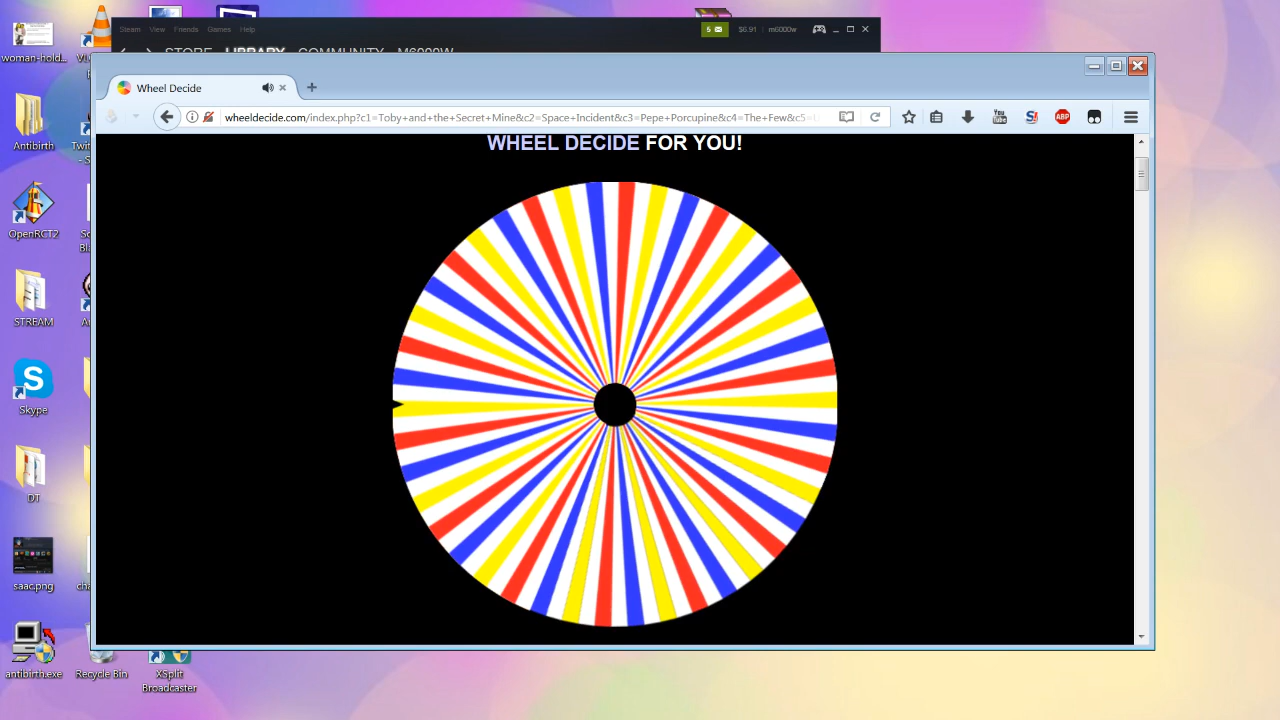 Steam View Friends Games Help
5 $6.91 m6000w
STORE LIBRARY COMMUNITY M6000W
Wheel Decide
wheeldecide.com/index.php?c1=Toby+and+the+Secret+Mine&c2=Space+Incident&c3=Pepe+Porcupine&c4=The+Few&c5=
WHEEL DECIDE FOR YOU!
woman-hold...
Antibirth
OpenRCT2
STREAM
Skype
DT
saac.png
antibirth.exe
Recycle Bin
XSplit
Broadcaster